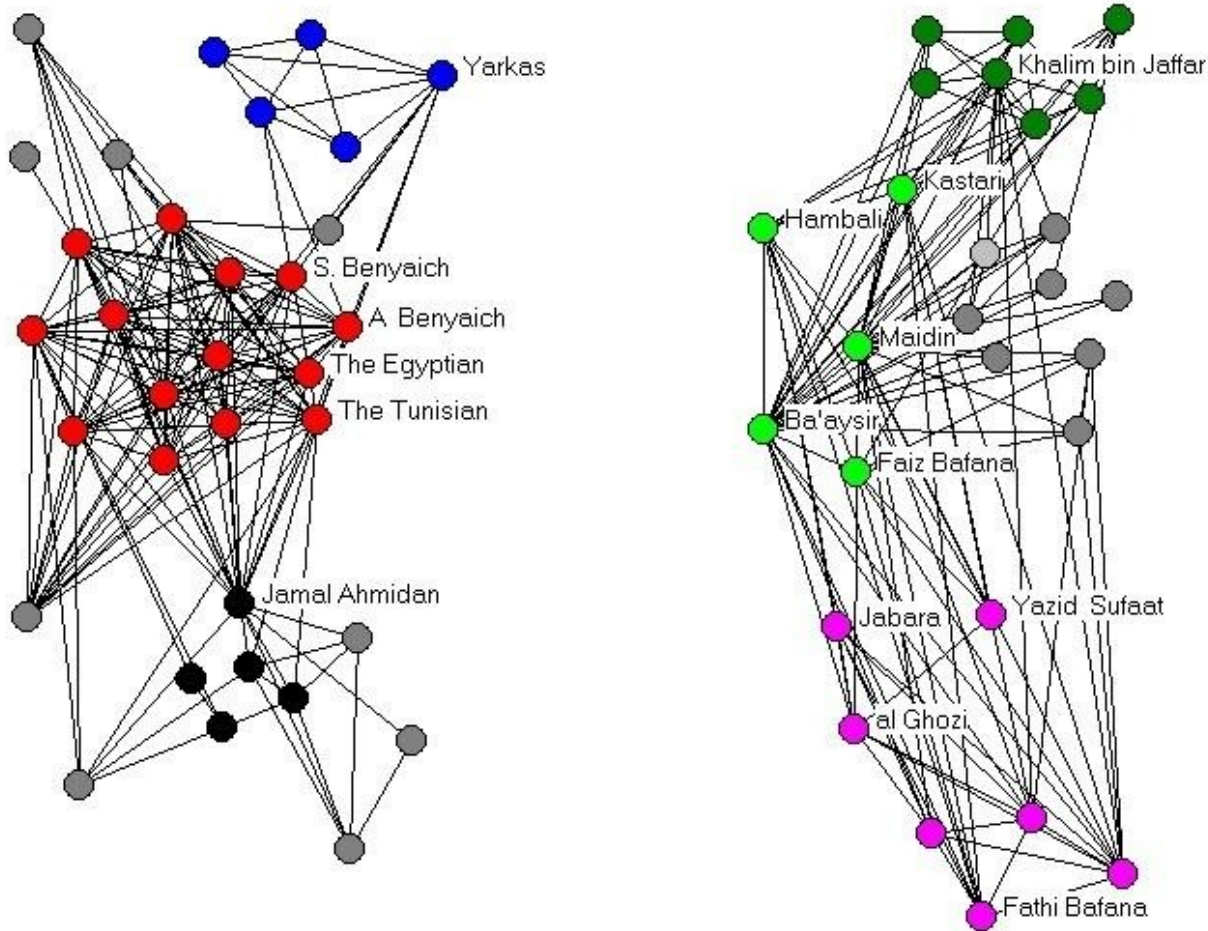 Yarkas
S. Benyaich
A Benyaich
The Egyptian
The Tunisian
Jamal Ahmidan
Khalim bin Jaffar
Kastari
Hambali
Maidin
Ba'aysir
Faiz Bafana
Jabara
Yazid Sufaat
al Ghozi
Fathi Bafana